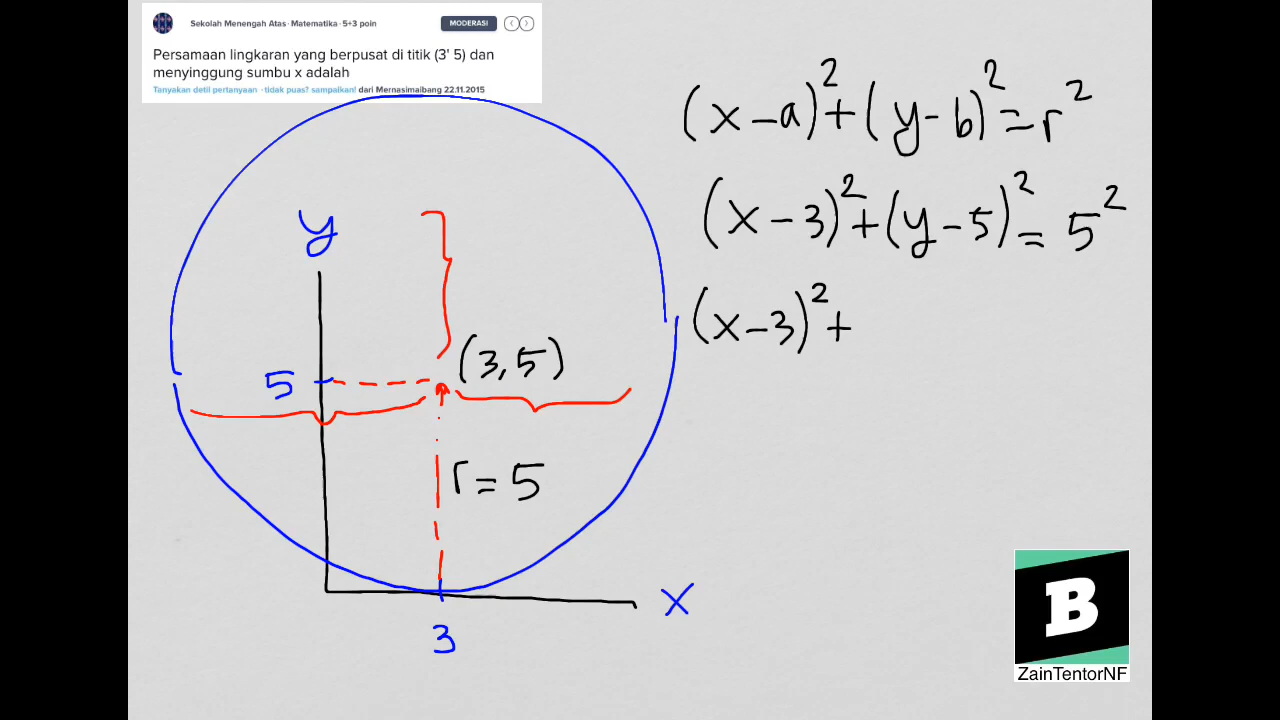 Sekolah Menengah Atas · Matematika · 5+3 poin
MODERASI
Persamaan lingkaran yang berpusat di titik (3' 5) dan
menyinggung sumbu x adalah
Tanyakan detil pertanyaan · tidak puas? sampaikan! dari Mernasimaibang 22.11.2015
(x-a)²+(y-b)²=r²
(x-3)²+(y-5)²=5²
(x-3)²+
y
(3,5)
5
r=5
x
3
B
ZainTentorNF